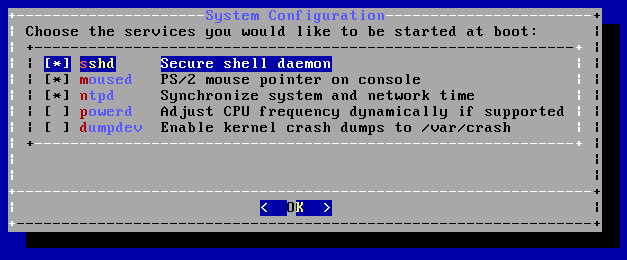 System Configuration
Choose the services you would like to be started at boot:
[*] sshd Secure shell daemon
[*] moused PS/2 mouse pointer on console
[*] ntpd Synchronize system and network time
[ ] powerd Adjust CPU frequency dynamically if supported
[ ] dumpdev Enable kernel crash dumps to /var/crash
< OK >